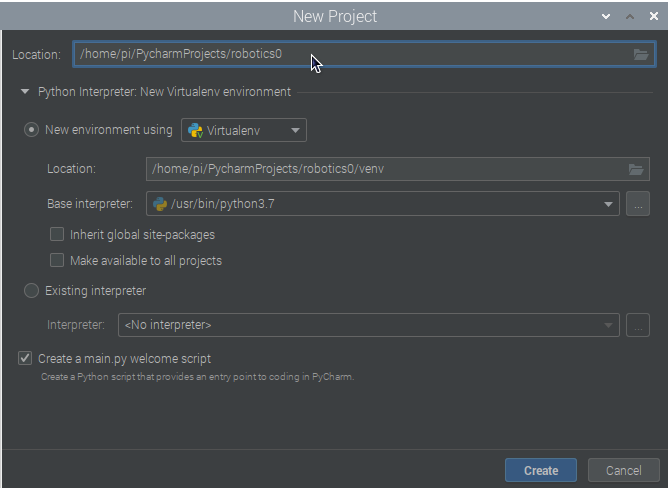 New Project
Location: /home/pi/PycharmProjects/robotics0
Python Interpreter: New Virtualenv environment
New environment using Virtualenv
Location: /home/pi/PycharmProjects/robotics0/venv
Base interpreter: /usr/bin/python3.7 ...
Inherit global site-packages
Make available to all projects
Existing interpreter
Interpreter: <No interpreter> ...
Create a main.py welcome script
Create a Python script that provides an entry point to coding in PyCharm.
Create Cancel